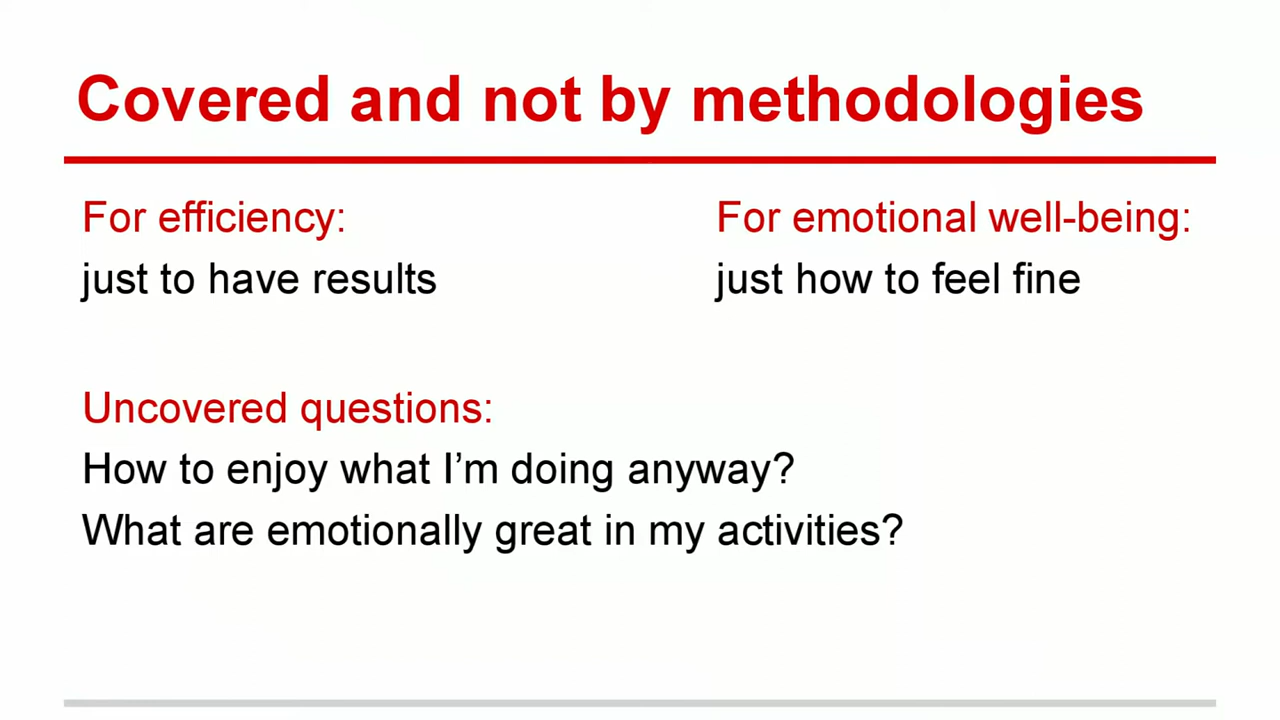 Covered and not by methodologies
For efficiency:
just to have results
For emotional well-being:
just how to feel fine
Uncovered questions:
How to enjoy what I’m doing anyway?
What are emotionally great in my activities?